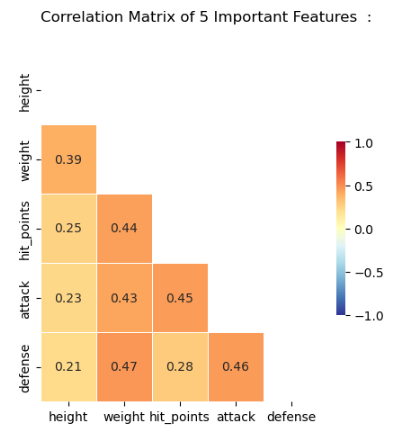 Correlation Matrix of 5 Important Features  :
height
weight 0.39
hit_points 0.25 0.44
attack 0.23 0.43 0.45
defense 0.21 0.47 0.28 0.46
height weight hit_points attack defense
1.0
0.5
0.0
−0.5
−1.0